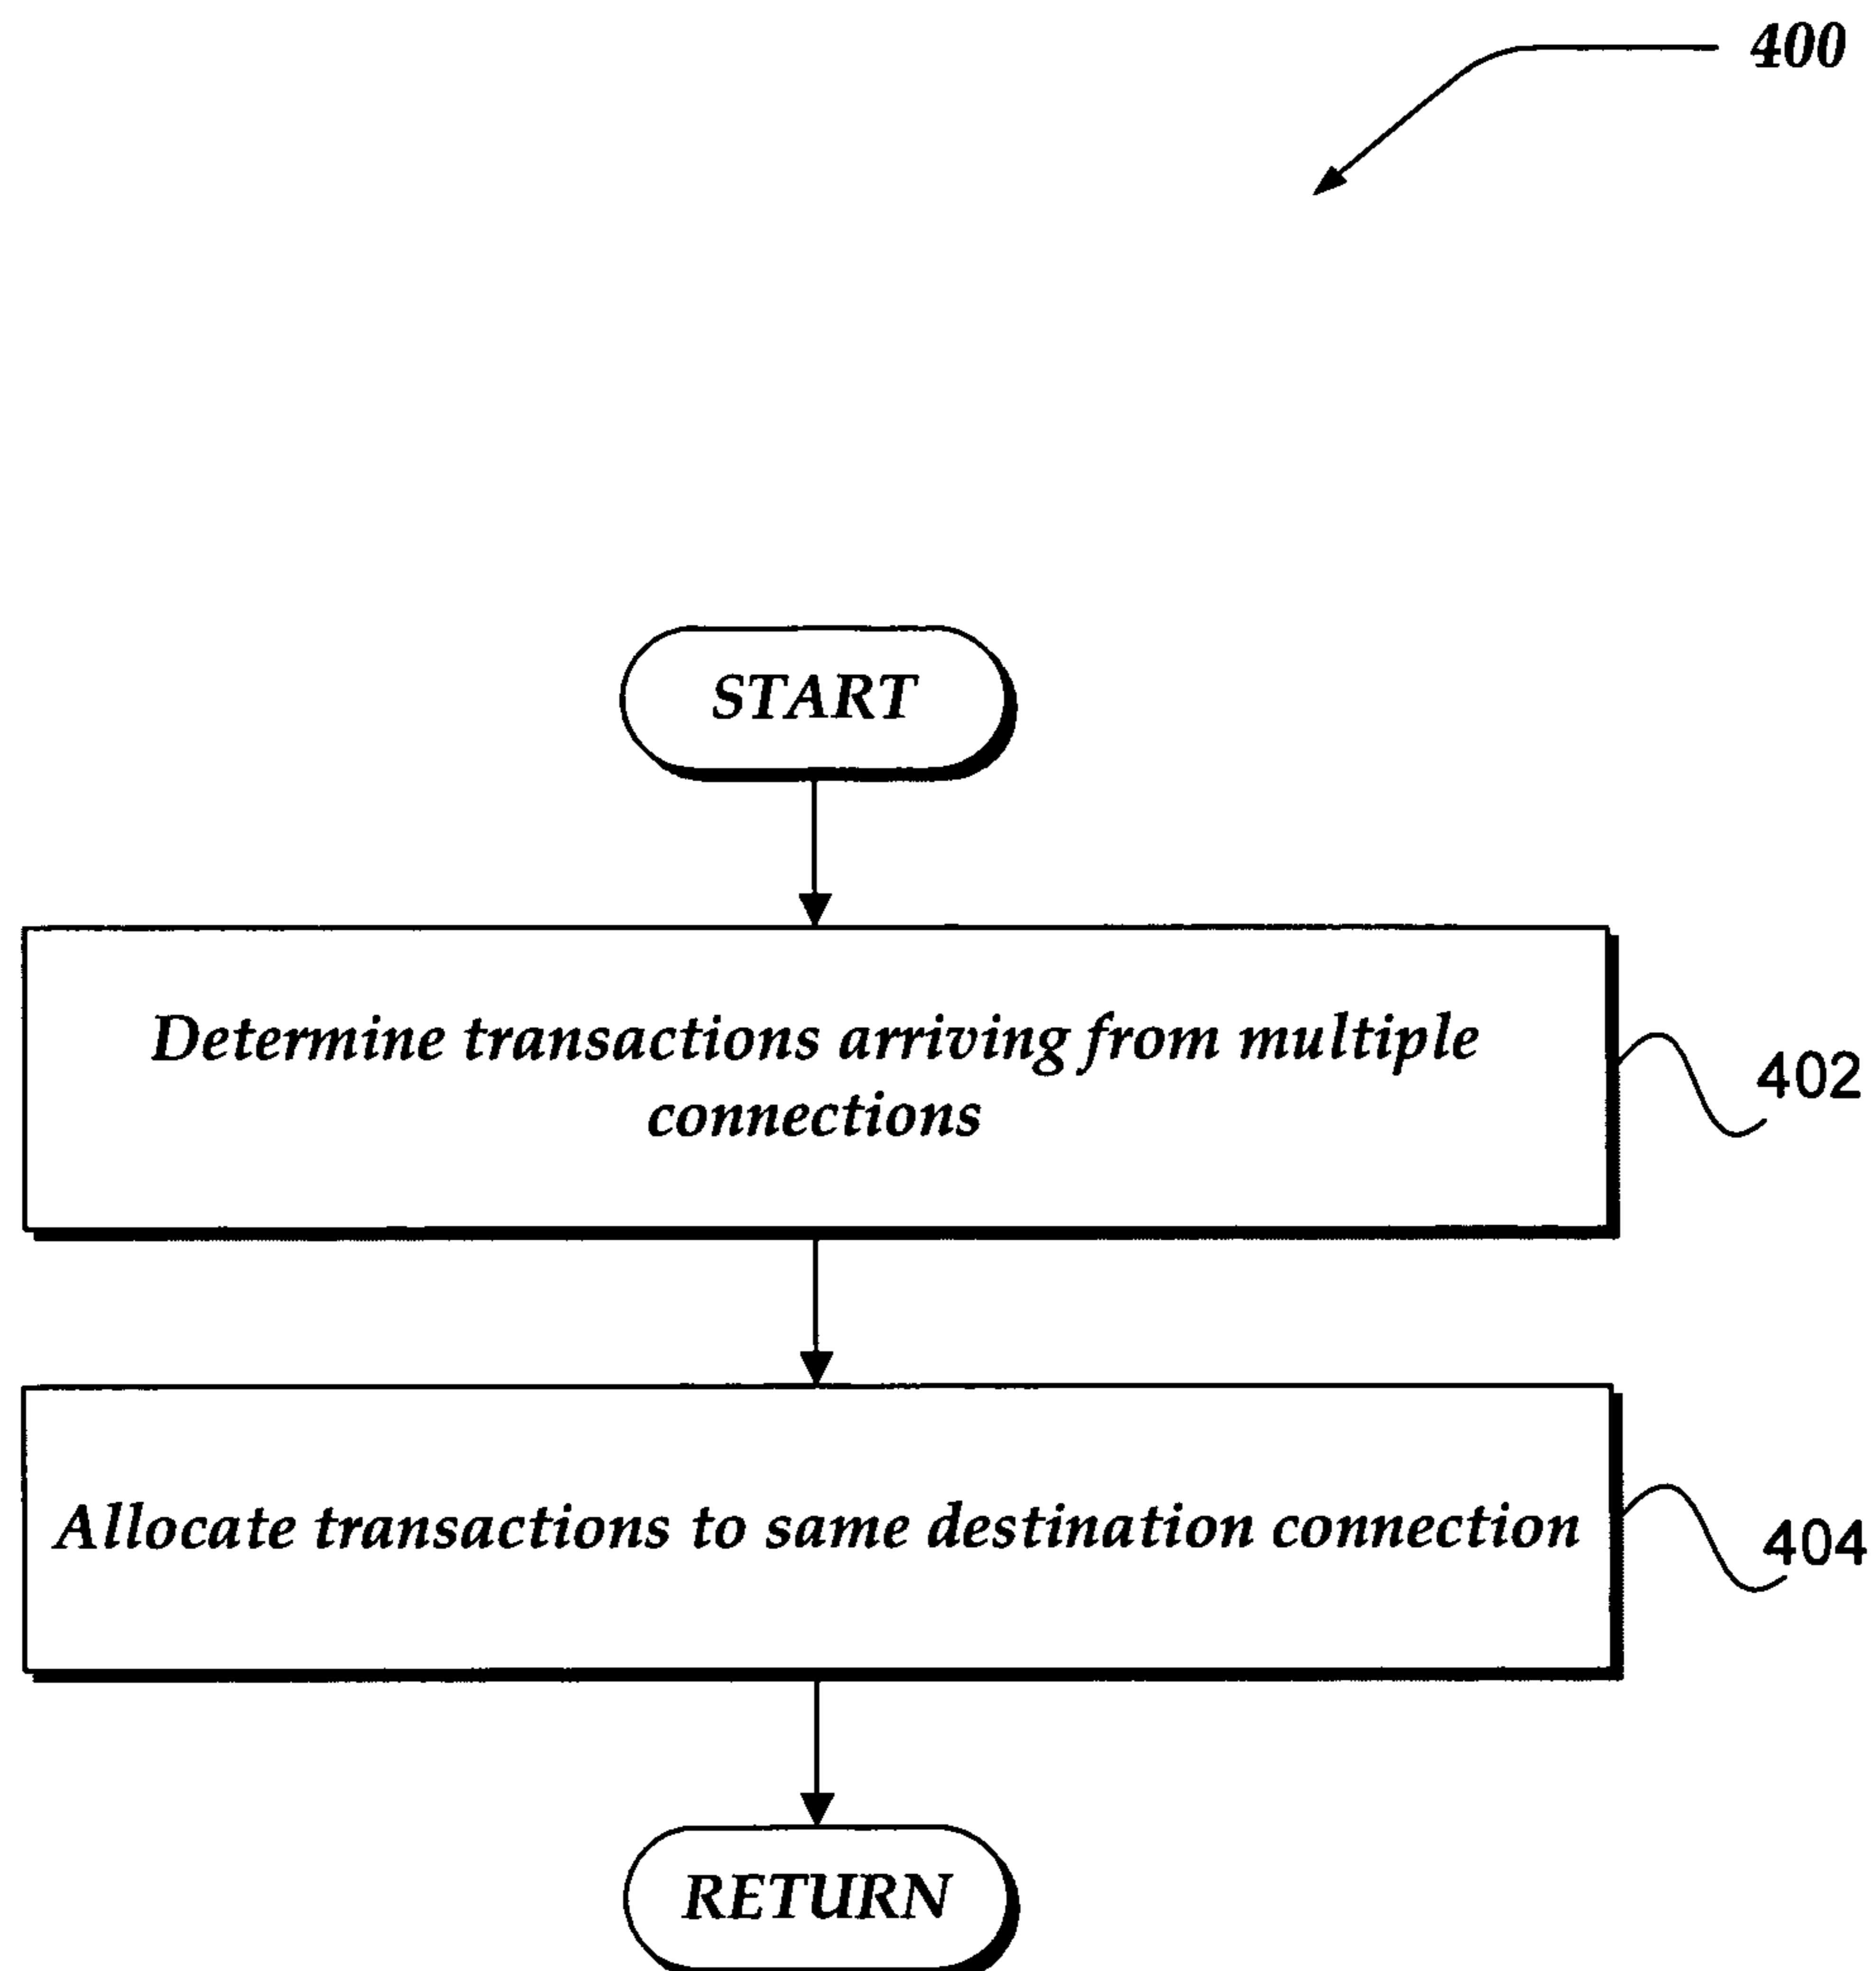 400
START
Determine transactions arriving from multiple
connections
402
Allocate transactions to same destination connection
404
RETURN